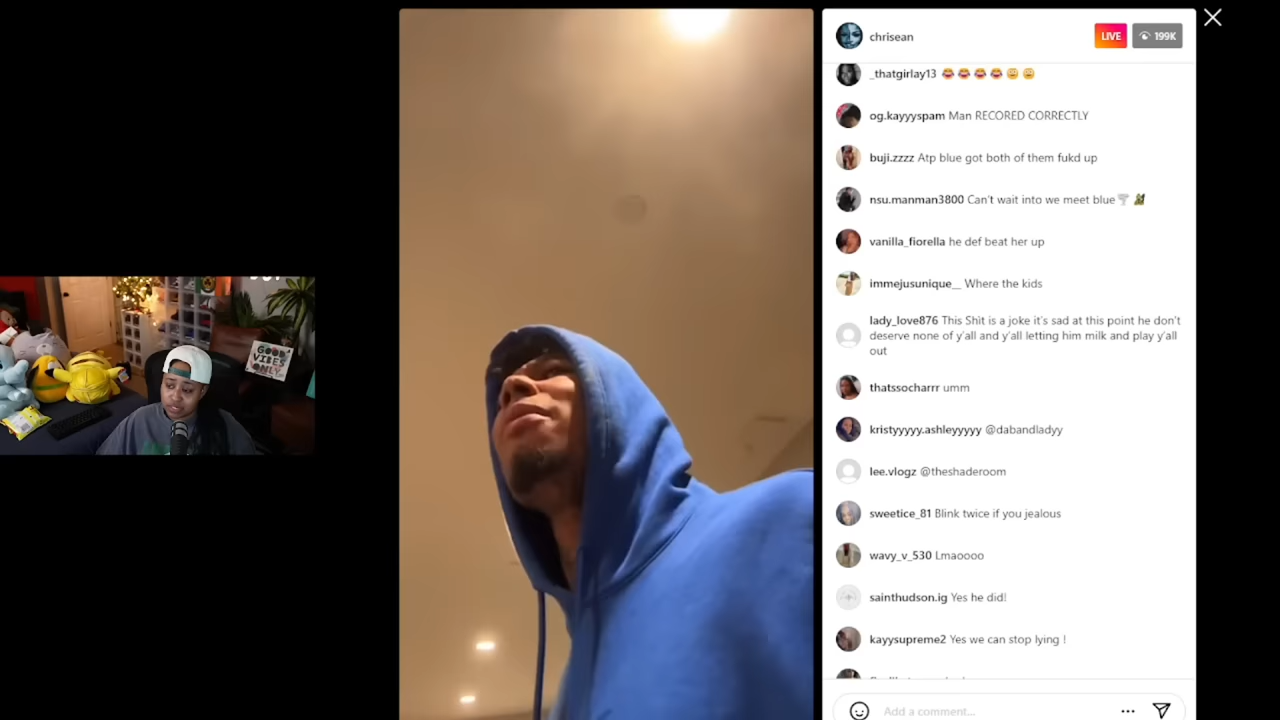 chrisean
LIVE
199K
_thatgirlay13 😂 😂 😂 😂 😩 😩
og.kayyyspam Man RECORED CORRECTLY
buji.zzzz Atp blue got both of them fukd up
nsu.manman3800 Can't wait into we meet blue
vanilla_fiorella he def beat her up
immejusunique__ Where the kids
lady_love876 This Shit is a joke it's sad at this point he don't
deserve none of y'all and y'all letting him milk and play y'all
out
thatssocharrr umm
kristyyyyy.ashleyyyyy @dabandladyy
lee.vlogz @theshaderoom
sweetice_81 Blink twice if you jealous
wavy_v_530 Lmaoooo
sainthudson.ig Yes he did!
kayysupreme2 Yes we can stop lying !
Add a comment...
GOOD
VIBES
ONLY